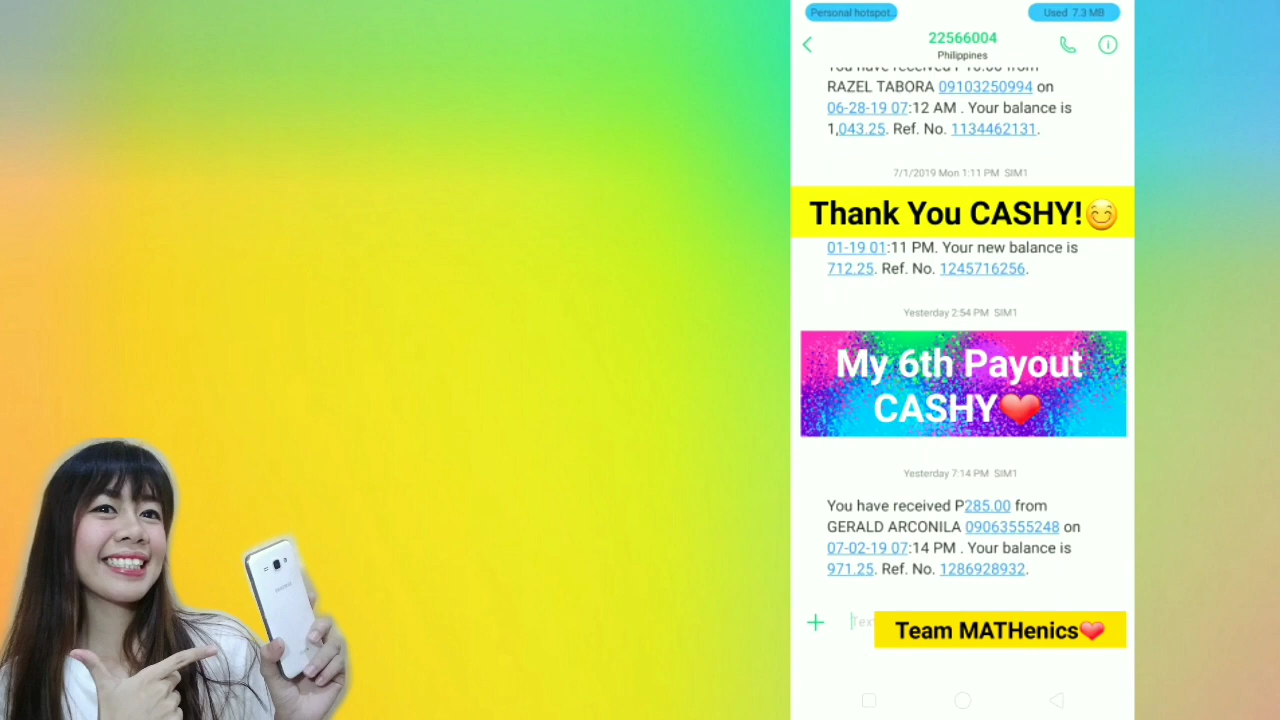 Personal hotspot...
Used 7.3 MB
22566004
Philippines
RAZEL TABORA 09103250994 on
06-28-19 07:12 AM . Your balance is
1,043.25. Ref. No. 1134462131.
7/1/2019 Mon 1:11 PM SIM1
Thank You CASHY!😊
01-19 01:11 PM. Your new balance is
712.25. Ref. No. 1245716256.
Yesterday 2:54 PM SIM1
My 6th Payout
CASHY❤️
Yesterday 7:14 PM SIM1
You have received P285.00 from
GERALD ARCONILA 09063555248 on
07-02-19 07:14 PM . Your balance is
971.25. Ref. No. 1286928932.
Team MATHenics❤️
SAMSUNG